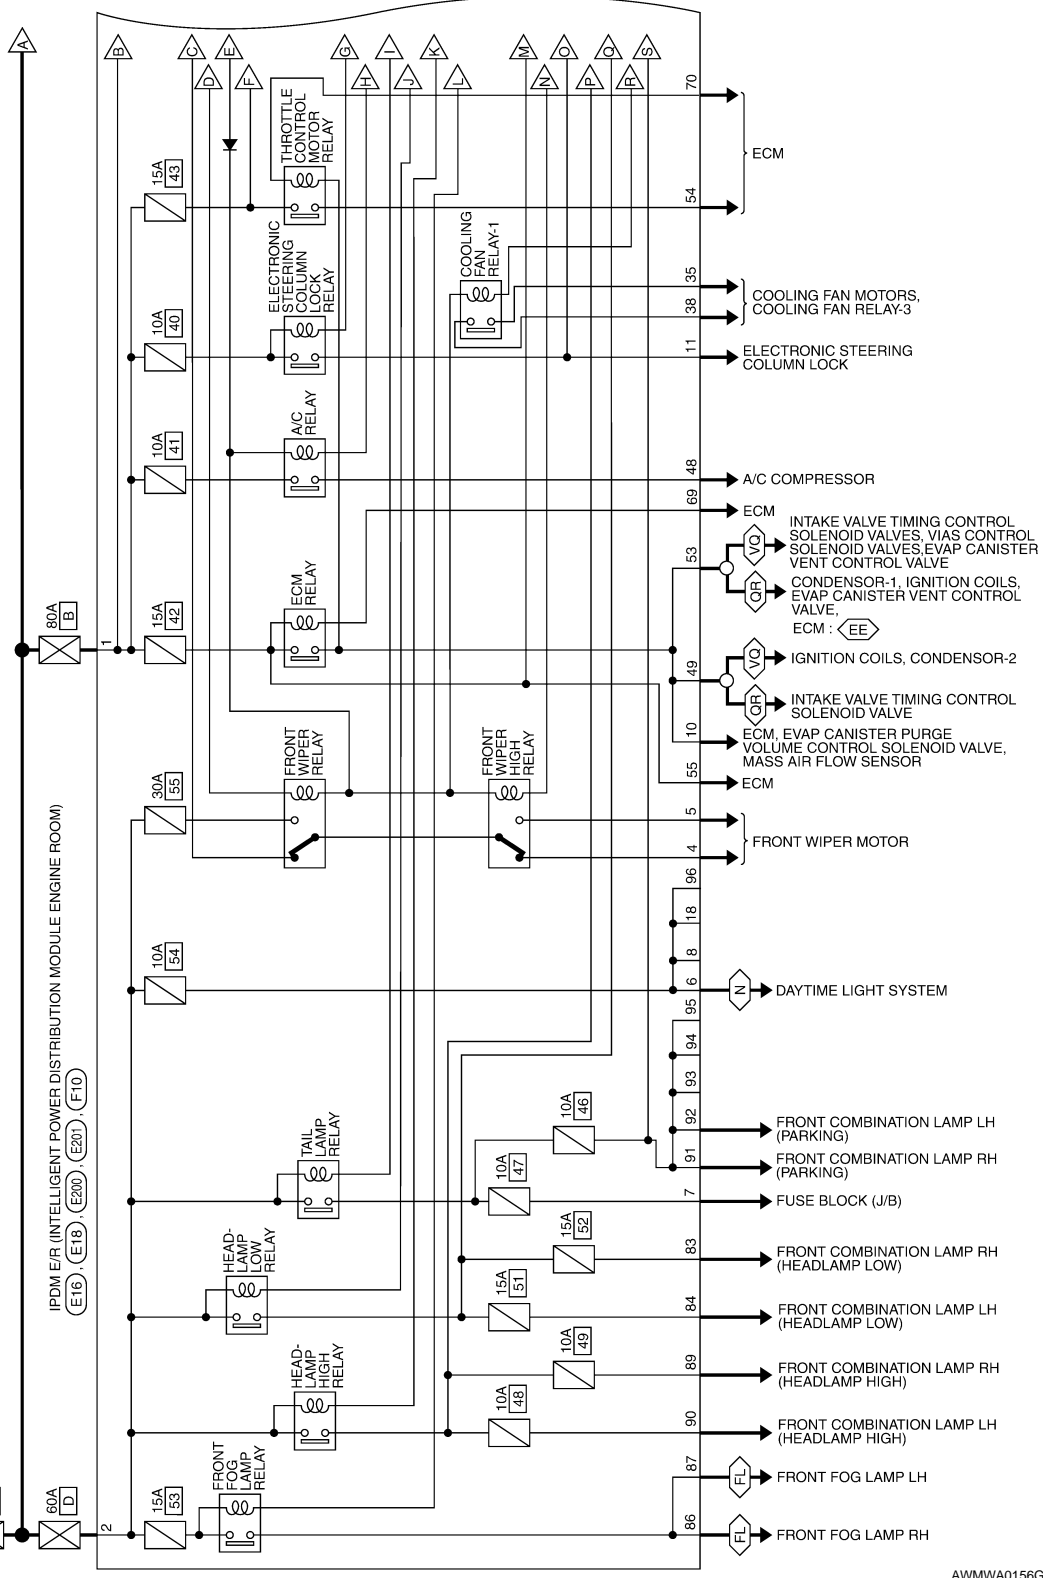 A
B
C
D
E
F
G
H
I
J
K
L
M
N
O
P
Q
R
S
70
ECM
54
THROTTLE
CONTROL
MOTOR
RELAY
15A
43
ELECTRONIC
STEERING
COLUMN
LOCK
RELAY
COOLING
FAN
RELAY-1
35
38
COOLING FAN MOTORS,
COOLING FAN RELAY-3
10A
40
11
ELECTRONIC STEERING
COLUMN LOCK
A/C
RELAY
10A
41
48
A/C COMPRESSOR
69
ECM
53
VQ
INTAKE VALVE TIMING CONTROL
SOLENOID VALVES, VIAS CONTROL
SOLENOID VALVES,EVAP CANISTER
VENT CONTROL VALVE
QR
CONDENSOR-1, IGNITION COILS,
EVAP CANISTER VENT CONTROL
VALVE,
ECM : EE
ECM
RELAY
80A
B
1
15A
42
49
VQ
IGNITION COILS, CONDENSOR-2
QR
INTAKE VALVE TIMING CONTROL
SOLENOID VALVE
10
ECM, EVAP CANISTER PURGE
VOLUME CONTROL SOLENOID VALVE,
MASS AIR FLOW SENSOR
55
ECM
FRONT
WIPER
RELAY
FRONT
WIPER
HIGH
RELAY
30A
55
5
4
FRONT WIPER MOTOR
IPDM E/R (INTELLIGENT POWER DISTRIBUTION MODULE ENGINE ROOM)
E16 , E18 , E200 , E201 , F10
96
18
8
10A
54
6
N
DAYTIME LIGHT SYSTEM
95
94
93
92
FRONT COMBINATION LAMP LH
(PARKING)
10A
46
91
FRONT COMBINATION LAMP RH
(PARKING)
TAIL
LAMP
RELAY
10A
47
7
FUSE BLOCK (J/B)
15A
52
83
FRONT COMBINATION LAMP RH
(HEADLAMP LOW)
HEAD-
LAMP
LOW
RELAY
15A
51
84
FRONT COMBINATION LAMP LH
(HEADLAMP LOW)
10A
49
89
FRONT COMBINATION LAMP RH
(HEADLAMP HIGH)
HEAD-
LAMP
HIGH
RELAY
10A
48
90
FRONT COMBINATION LAMP LH
(HEADLAMP HIGH)
87
FL
FRONT FOG LAMP LH
FRONT
FOG
LAMP
RELAY
60A
D
2
15A
53
86
FL
FRONT FOG LAMP RH
AWMWA0156G